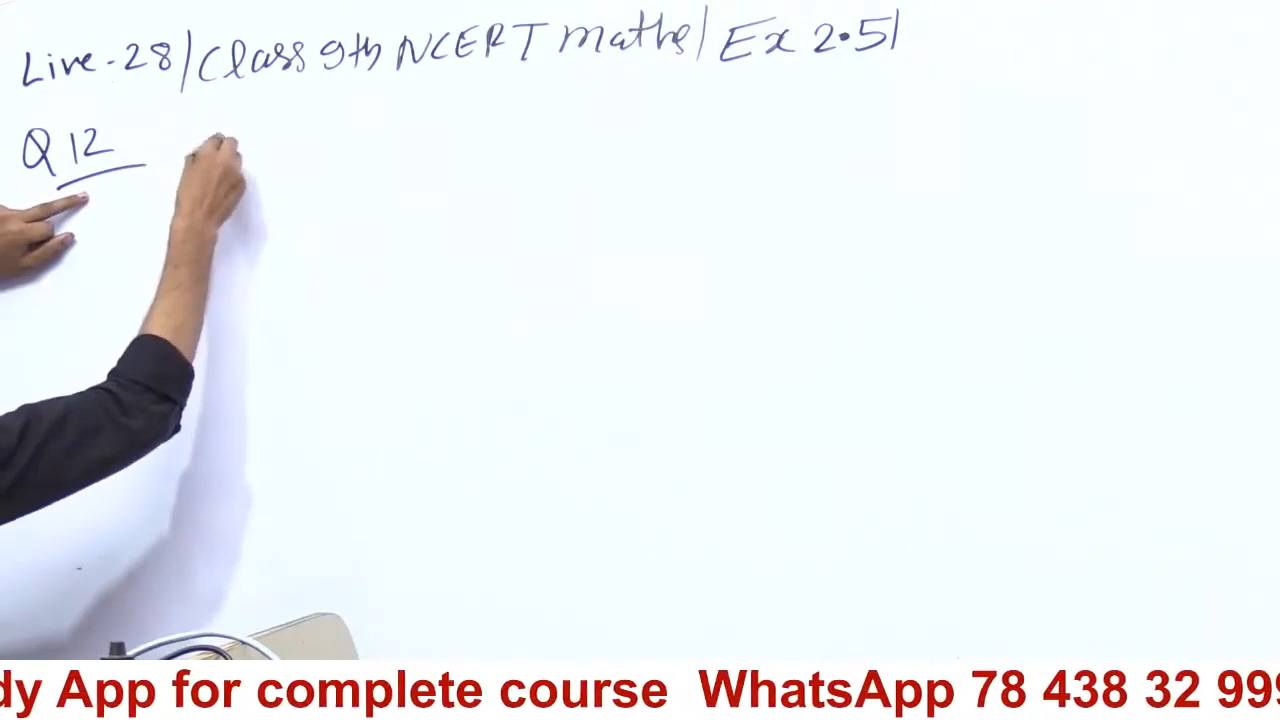 Live-28/Class 9th NCERT maths/ Ex 2.5|
Q 12
dy App for complete course WhatsApp 78 438 32 999